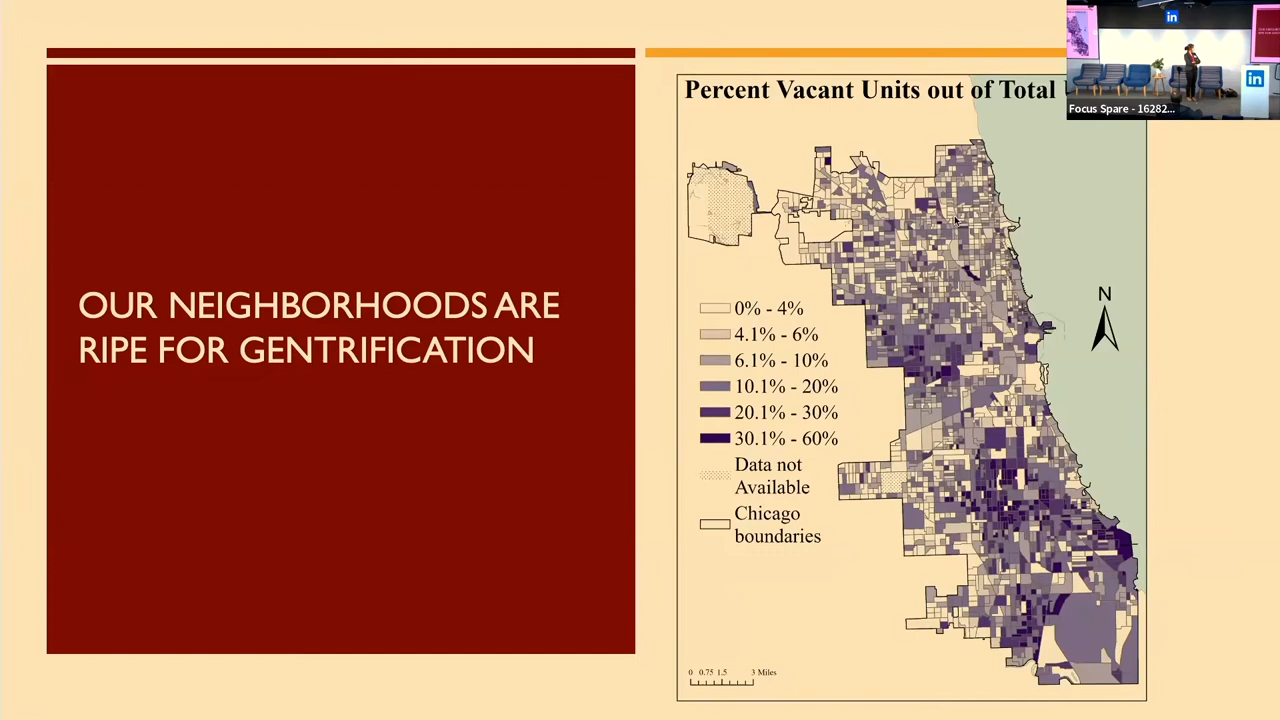 OUR NEIGHBORHOODS ARE
RIPE FOR GENTRIFICATION
Percent Vacant Units out of Total
N
0% - 4%
4.1% - 6%
6.1% - 10%
10.1% - 20%
20.1% - 30%
30.1% - 60%
Data not
Available
Chicago
boundaries
0 0.75 1.5 3 Miles
in
in
Focus Spare - 16282...